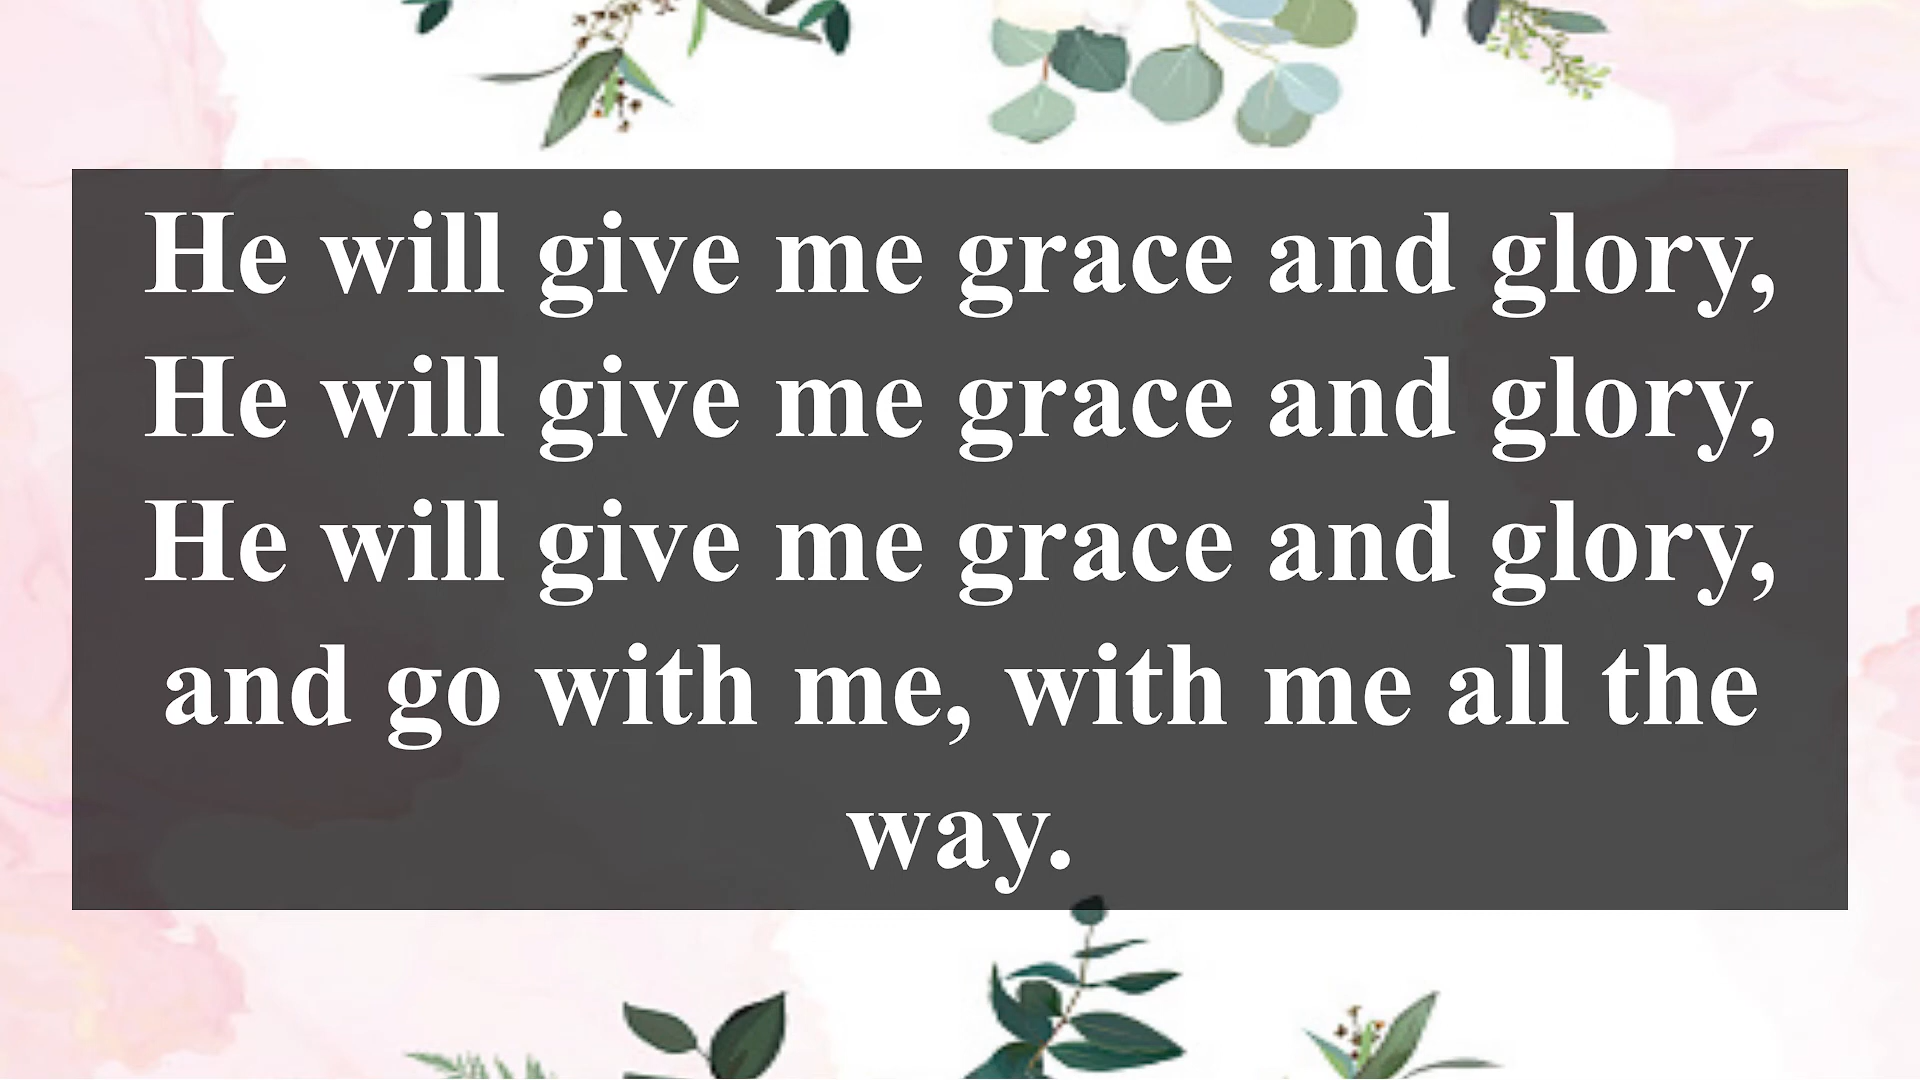 He will give me grace and glory,
He will give me grace and glory,
He will give me grace and glory,
and go with me, with me all the
way.